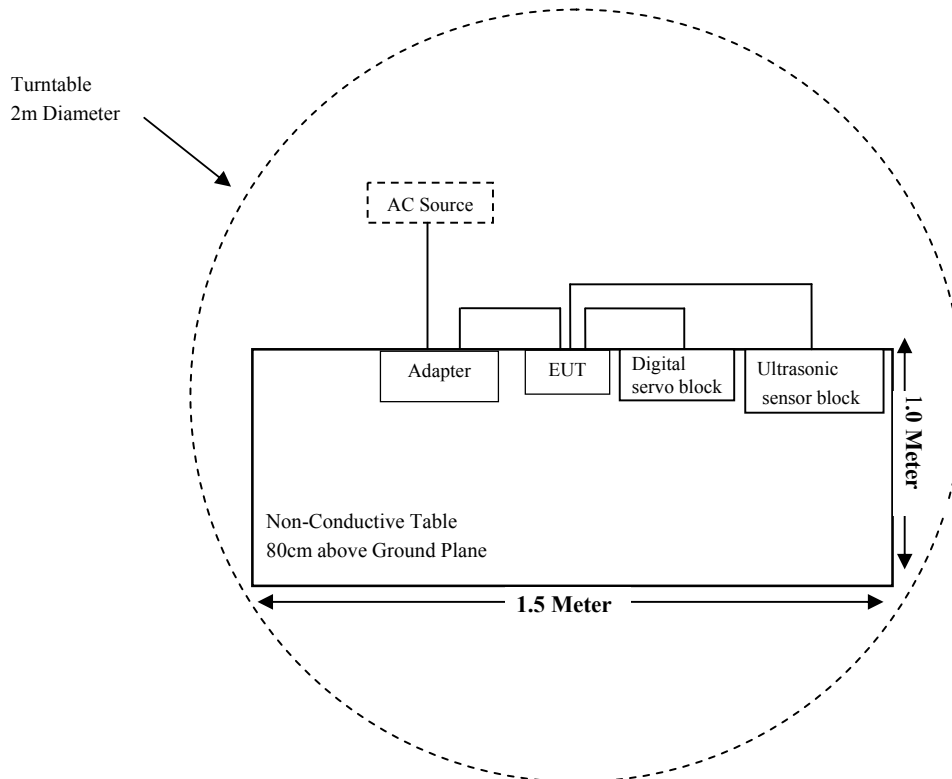 Turntable
2m Diameter
AC Source
Adapter
EUT
Digital
servo block
Ultrasonic
sensor block
1.0 Meter
Non-Conductive Table
80cm above Ground Plane
1.5 Meter